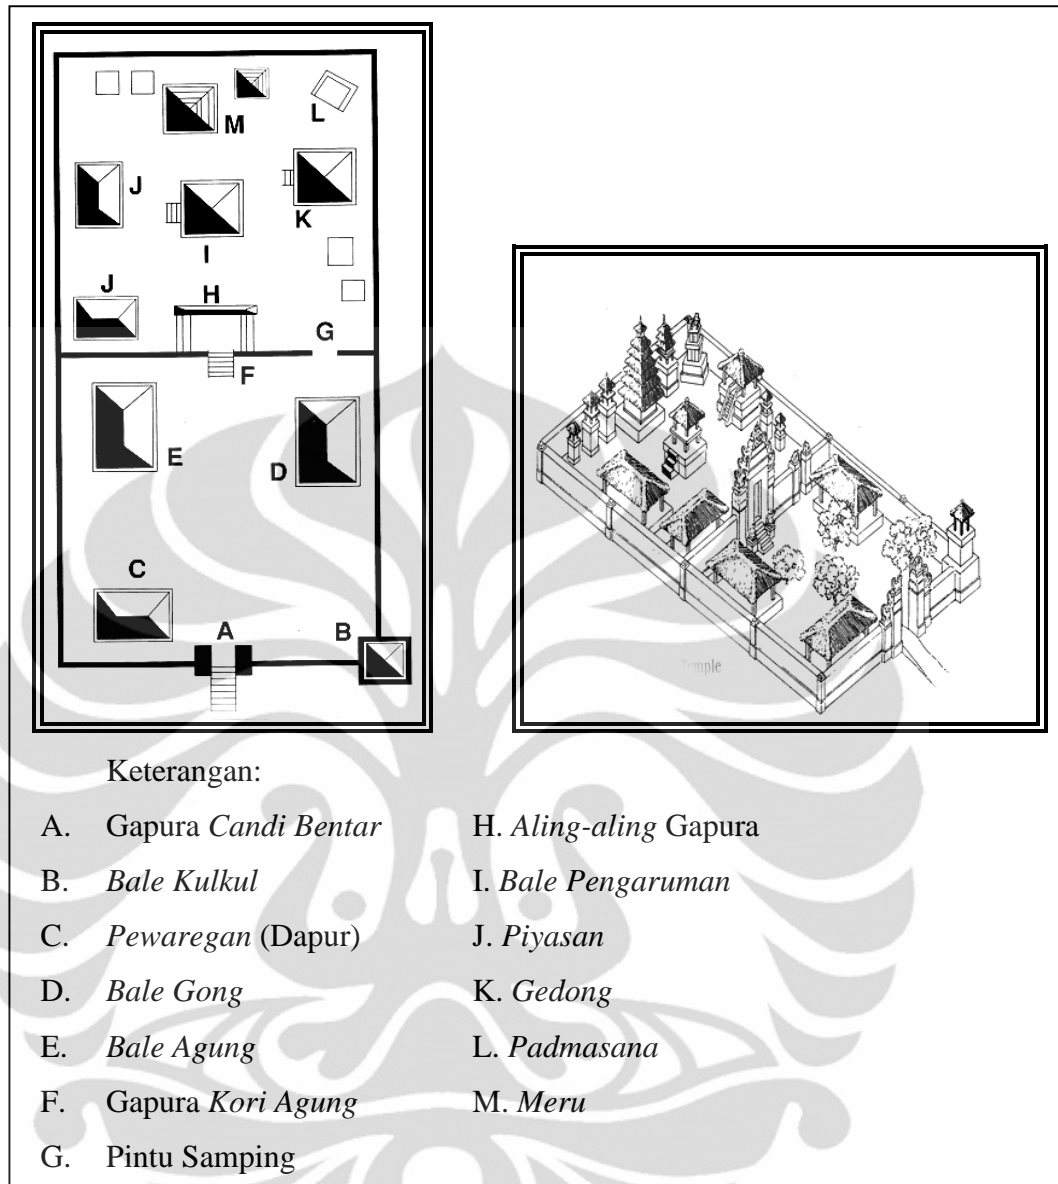 M
L
J
K
I
J
H
G
F
E
D
C
A
B
Temple
Keterangan:
A. Gapura Candi Bentar
B. Bale Kulkul
C. Pewaregan (Dapur)
D. Bale Gong
E. Bale Agung
F. Gapura Kori Agung
G. Pintu Samping
H. Aling-aling Gapura
I. Bale Pengaruman
J. Piyasan
K. Gedong
L. Padmasana
M. Meru